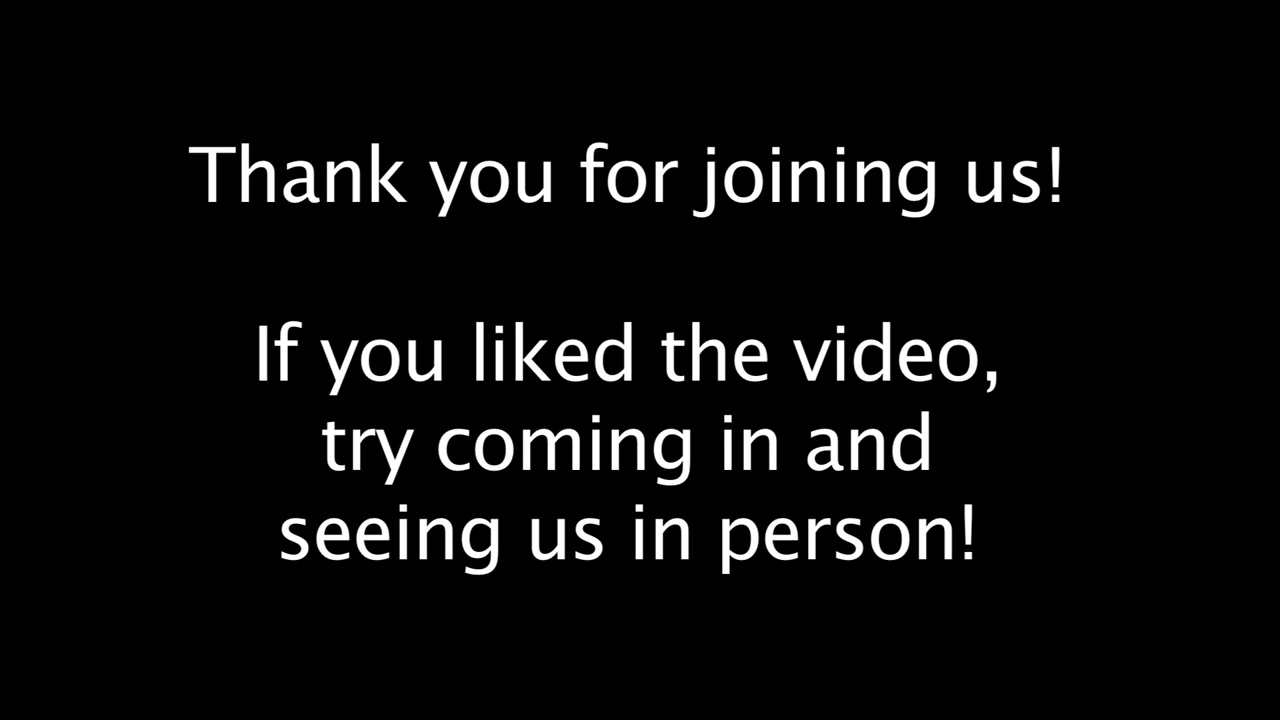 Thank you for joining us!
If you liked the video,
try coming in and
seeing us in person!